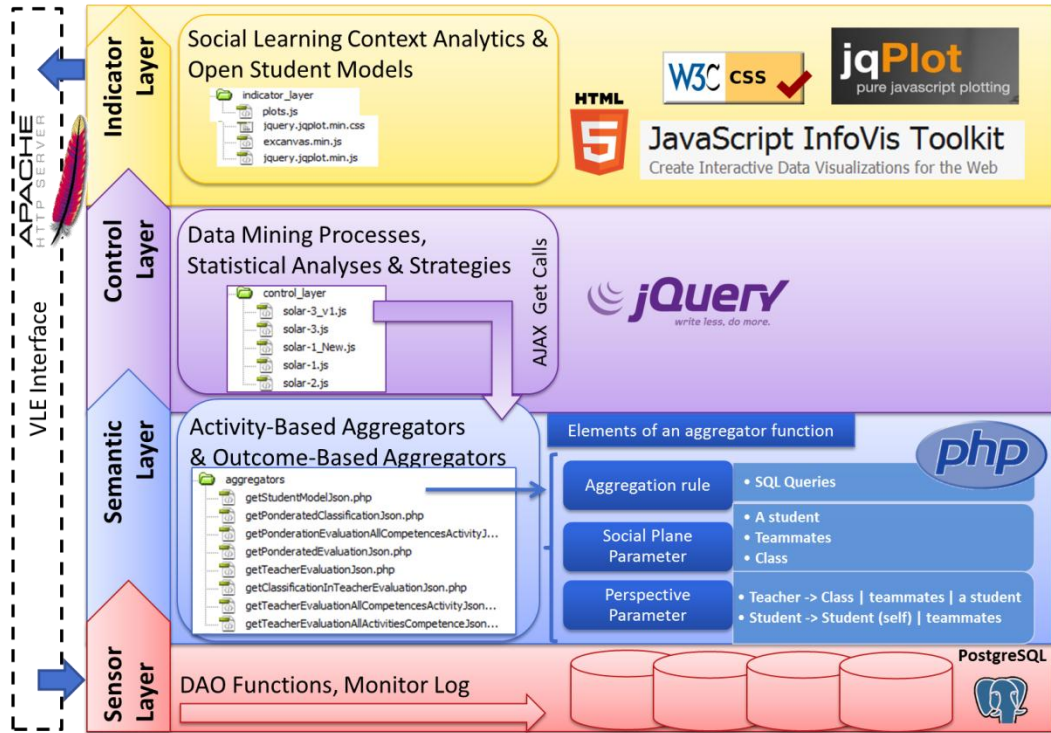 APACHE
HTTP SERVER
VLE Interface
Indicator
Layer
Social Learning Context Analytics &
Open Student Models
indicator_layer
plots.js
jquery.jqplot.min.css
excanvas.min.js
jquery.jqplot.min.js
W3C CSS
jqPlot
pure javascript plotting
HTML
5
JavaScript InfoVis Toolkit
Create Interactive Data Visualizations for the Web
Control
Layer
Data Mining Processes,
Statistical Analyses & Strategies
control_layer
solar-3_v1.js
solar-3.js
solar-1_New.js
solar-1.js
solar-2.js
AJAX Get Calls
jQuery
write less, do more.
Semantic
Layer
Activity-Based Aggregators
& Outcome-Based Aggregators
aggregators
getStudentModelJson.php
getPonderatedClassificationJson.php
getPonderationEvaluationAllCompetencesActivityJ...
getPonderatedEvaluationJson.php
getTeacherEvaluationJson.php
getClassificationInTeacherEvaluationJson.php
getTeacherEvaluationAllCompetencesActivityJson...
getTeacherEvaluationAllActivitiesCompetenceJson...
Elements of an aggregator function
php
Aggregation rule
• SQL Queries
Social Plane
Parameter
• A student
• Teammates
• Class
Perspective
Parameter
• Teacher -> Class | teammates | a student
• Student -> Student (self) | teammates
Sensor
Layer
DAO Functions, Monitor Log
PostgreSQL